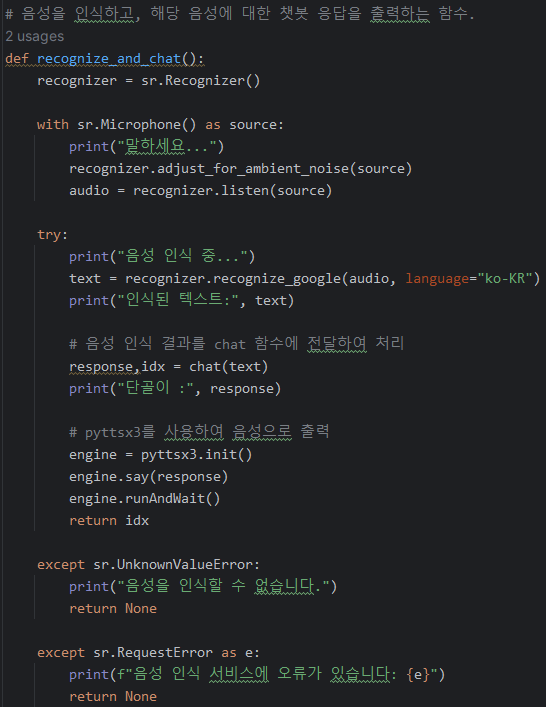 # 음성을 인식하고, 해당 음성에 대한 챗봇 응답을 출력하는 함수.
2 usages
def recognize_and_chat():
    recognizer = sr.Recognizer()

    with sr.Microphone() as source:
        print("말하세요...")
        recognizer.adjust_for_ambient_noise(source)
        audio = recognizer.listen(source)

    try:
        print("음성 인식 중...")
        text = recognizer.recognize_google(audio, language="ko-KR")
        print("인식된 텍스트:", text)

        # 음성 인식 결과를 chat 함수에 전달하여 처리
        response,idx = chat(text)
        print("단골이 :", response)

        # pyttsx3를 사용하여 음성으로 출력
        engine = pyttsx3.init()
        engine.say(response)
        engine.runAndWait()
        return idx

    except sr.UnknownValueError:
        print("음성을 인식할 수 없습니다.")
        return None

    except sr.RequestError as e:
        print(f"음성 인식 서비스에 오류가 있습니다: {e}")
        return None